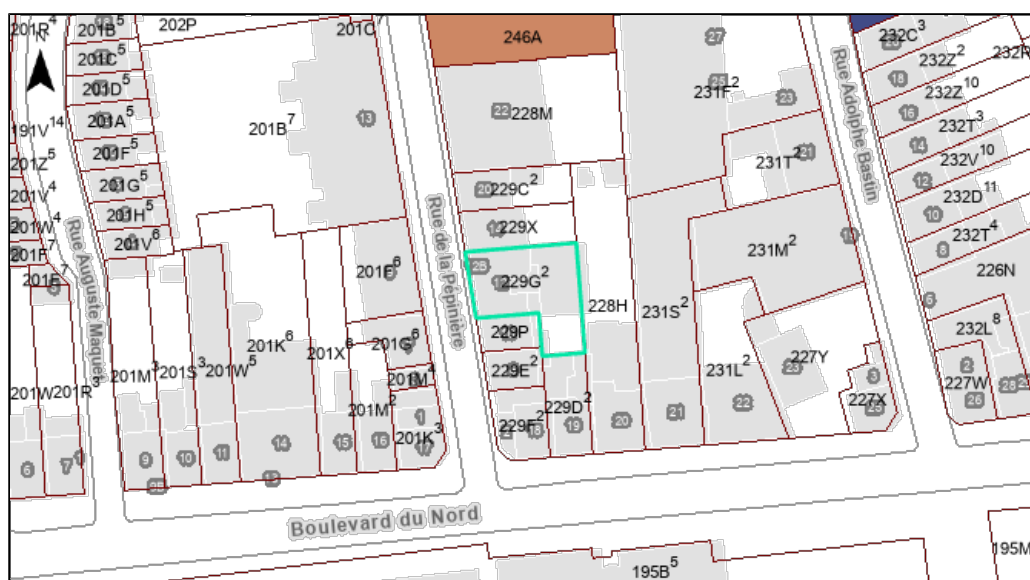 201R⁴
201B⁵
202P
201C⁷
246A
27
232C³
N
201C⁵
232Z²
232R
201D⁵
25
231F²
18
232Z¹⁰
191V¹⁴
201A⁵
201B⁷
13
22
228M
23
16
232T³
201Z⁵
201F⁵
231T²
21
14
232V¹⁰
201V⁴
201G⁵
20
229C²
12
232D¹¹
201W⁴
201H⁵
229X
10
232T⁴
201F⁷
201V⁶
231M²
8
201E⁷
201F⁶
25
229G²
226N
228H
231S²
6
229P
232L⁸
201K⁶
201X⁶
201G⁶
227Y
201W
201R³
201M³
201S³
201W⁵
201M⁴
229E²
231L²
23
3
2
227W
28
201M²
1
229D²
227X
25
26
201K³
17
229F²
18
19
20
21
22
6
7
9
10
11
14
15
16
9B
Rue Auguste Maquet
Rue de la Pépinière
Rue Adolphe Bastin
Boulevard du Nord
195B⁵
195M